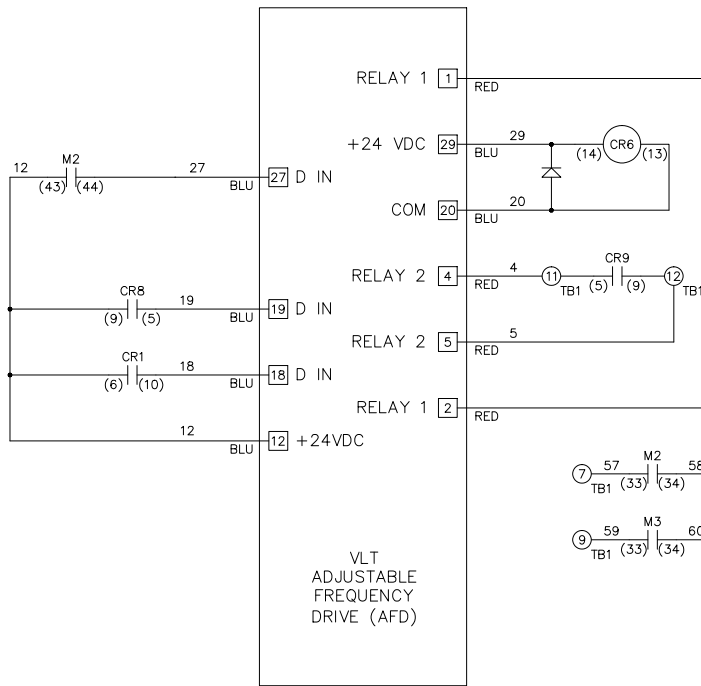 RELAY 1 1 RED
+24 VDC 29 29 BLU (14) CR6 (13)
12 M2 (43) (44) 27 BLU 27 D IN
COM 20 20 BLU
RELAY 2 4 4 RED 11 TB1 CR9 (5) (9) 12 TB1
CR8 (9) (5) 19 BLU 19 D IN
RELAY 2 5 5 RED
CR1 (6) (10) 18 BLU 18 D IN
RELAY 1 2 RED
12 BLU 12 +24VDC
7 TB1 57 M2 (33) (34) 58
9 TB1 59 M3 (33) (34) 60
VLT
ADJUSTABLE
FREQUENCY
DRIVE (AFD)